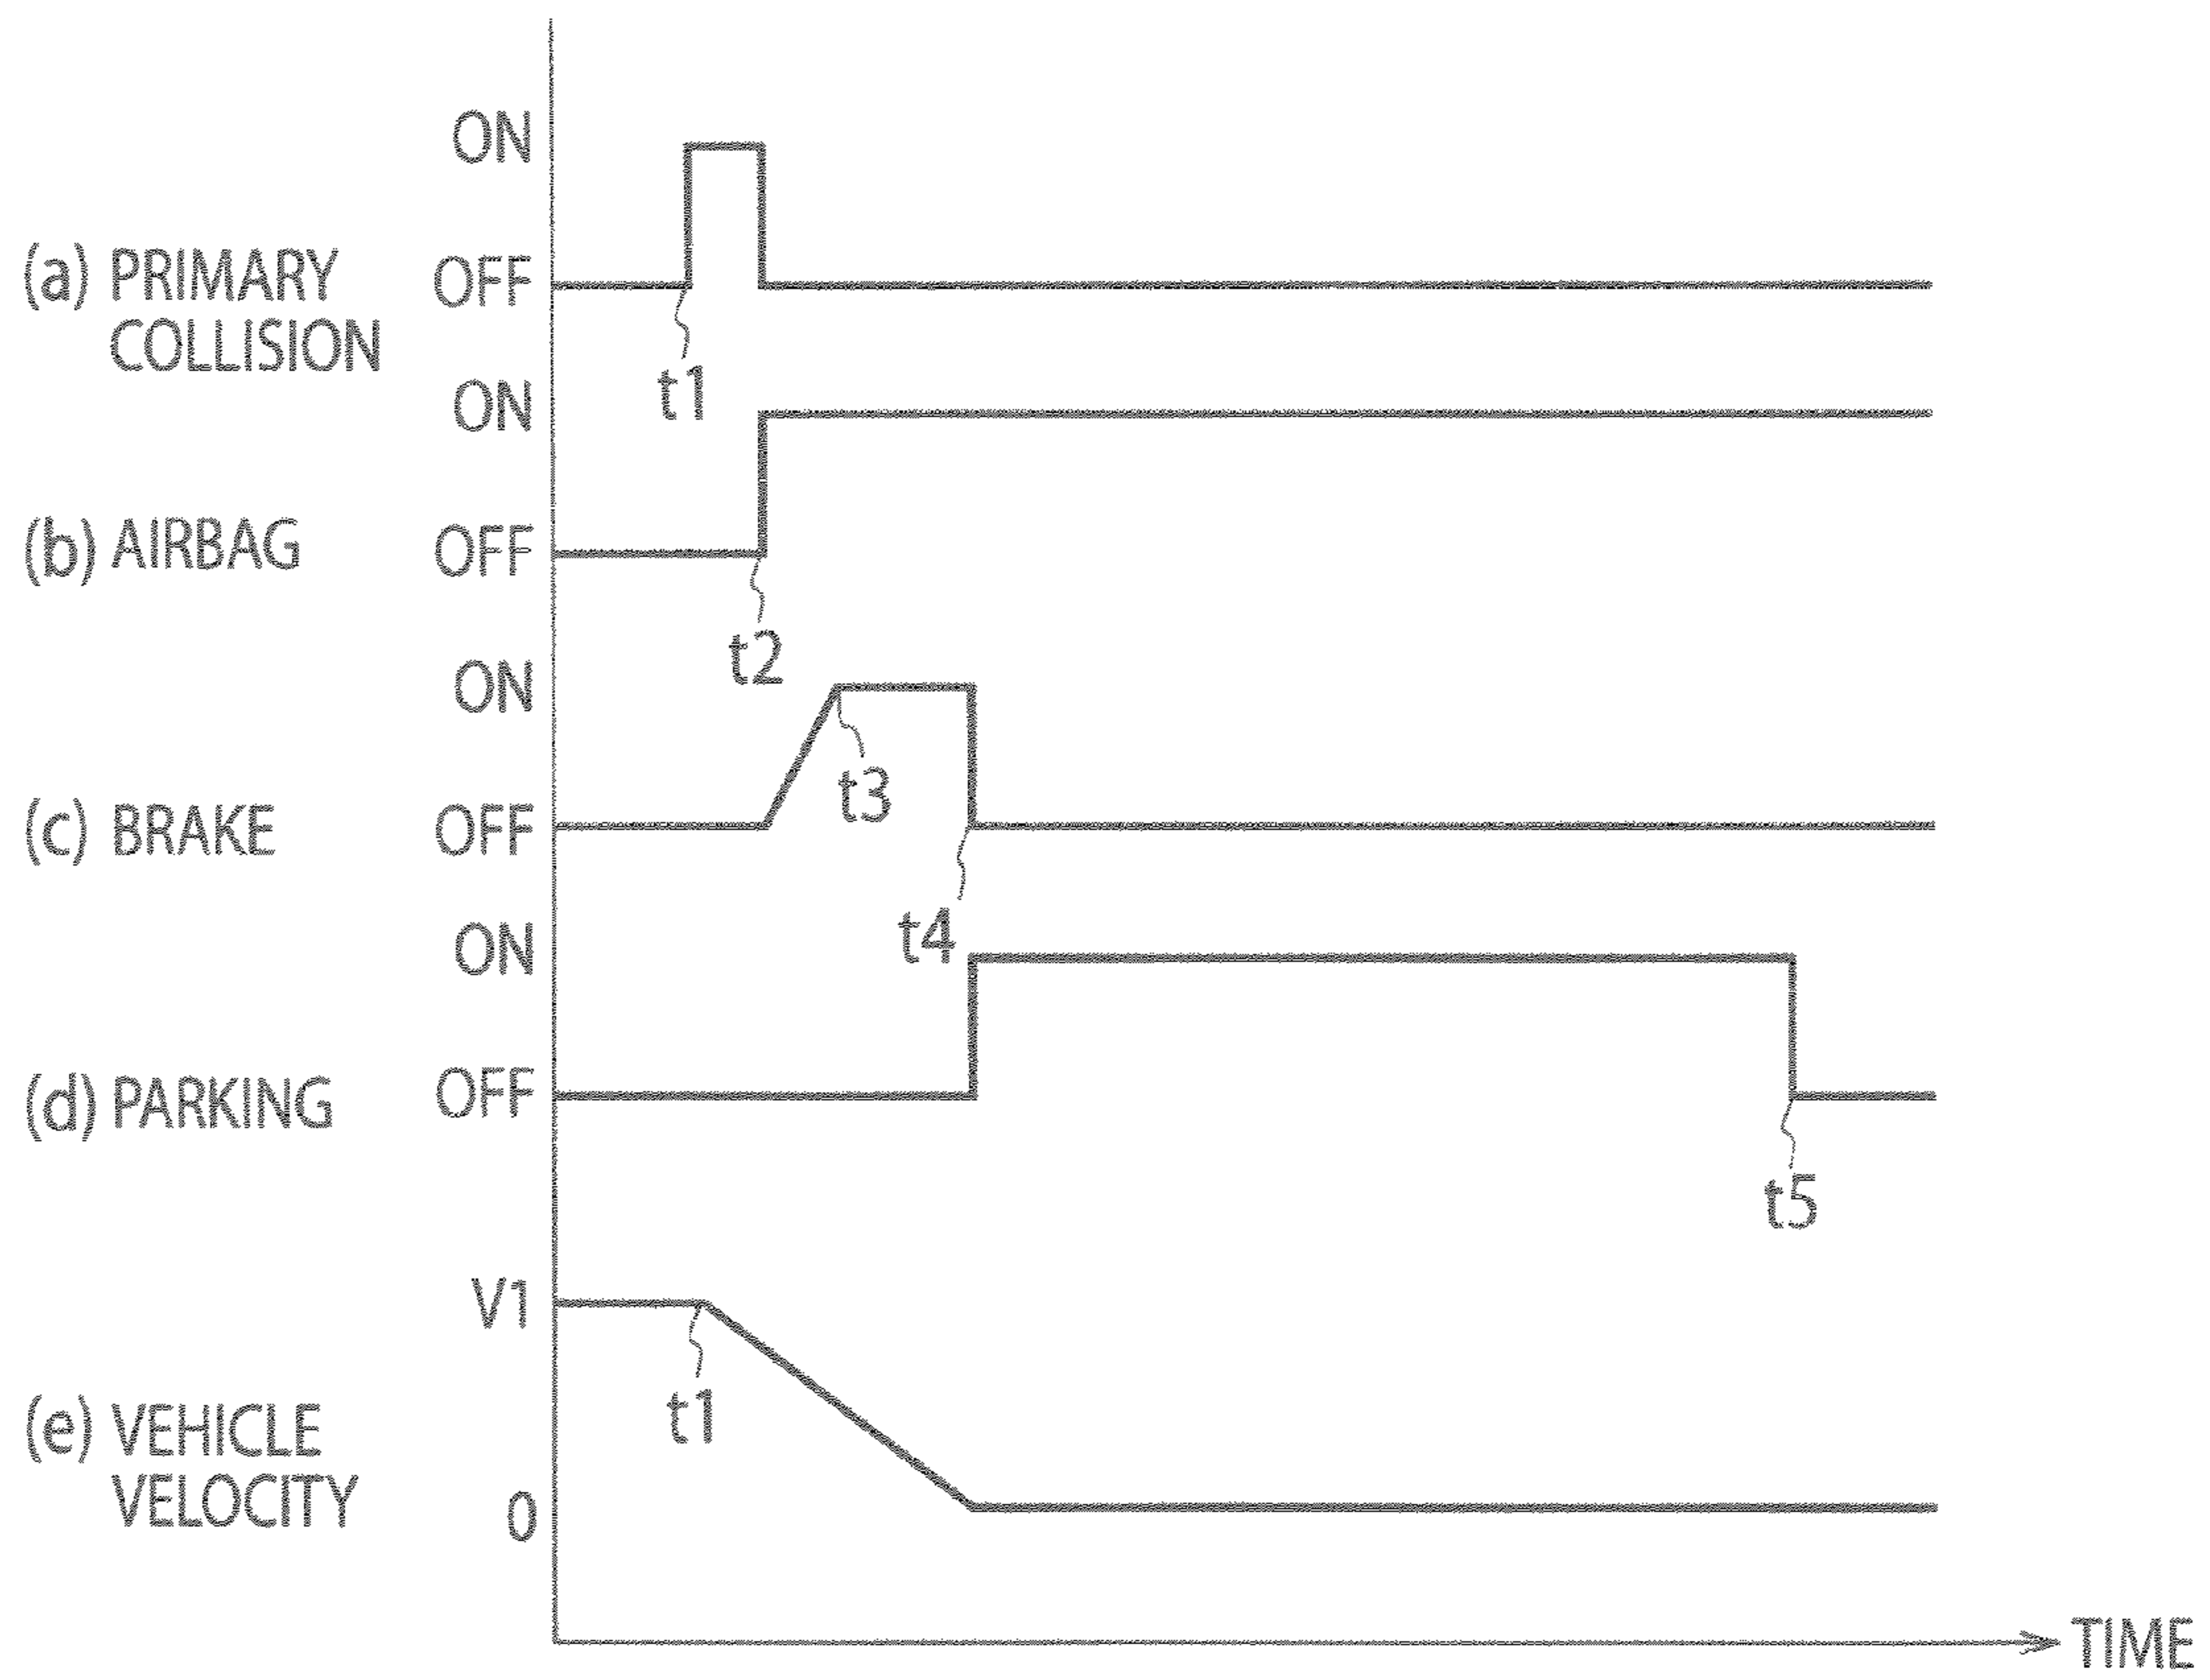 ON
(a) PRIMARY OFF
COLLISION
t1
ON
(b) AIRBAG OFF
t2
ON
t3
(c) BRAKE OFF
t4
ON
(d) PARKING OFF
t5
V1
t1
(e) VEHICLE
VELOCITY
0
TIME